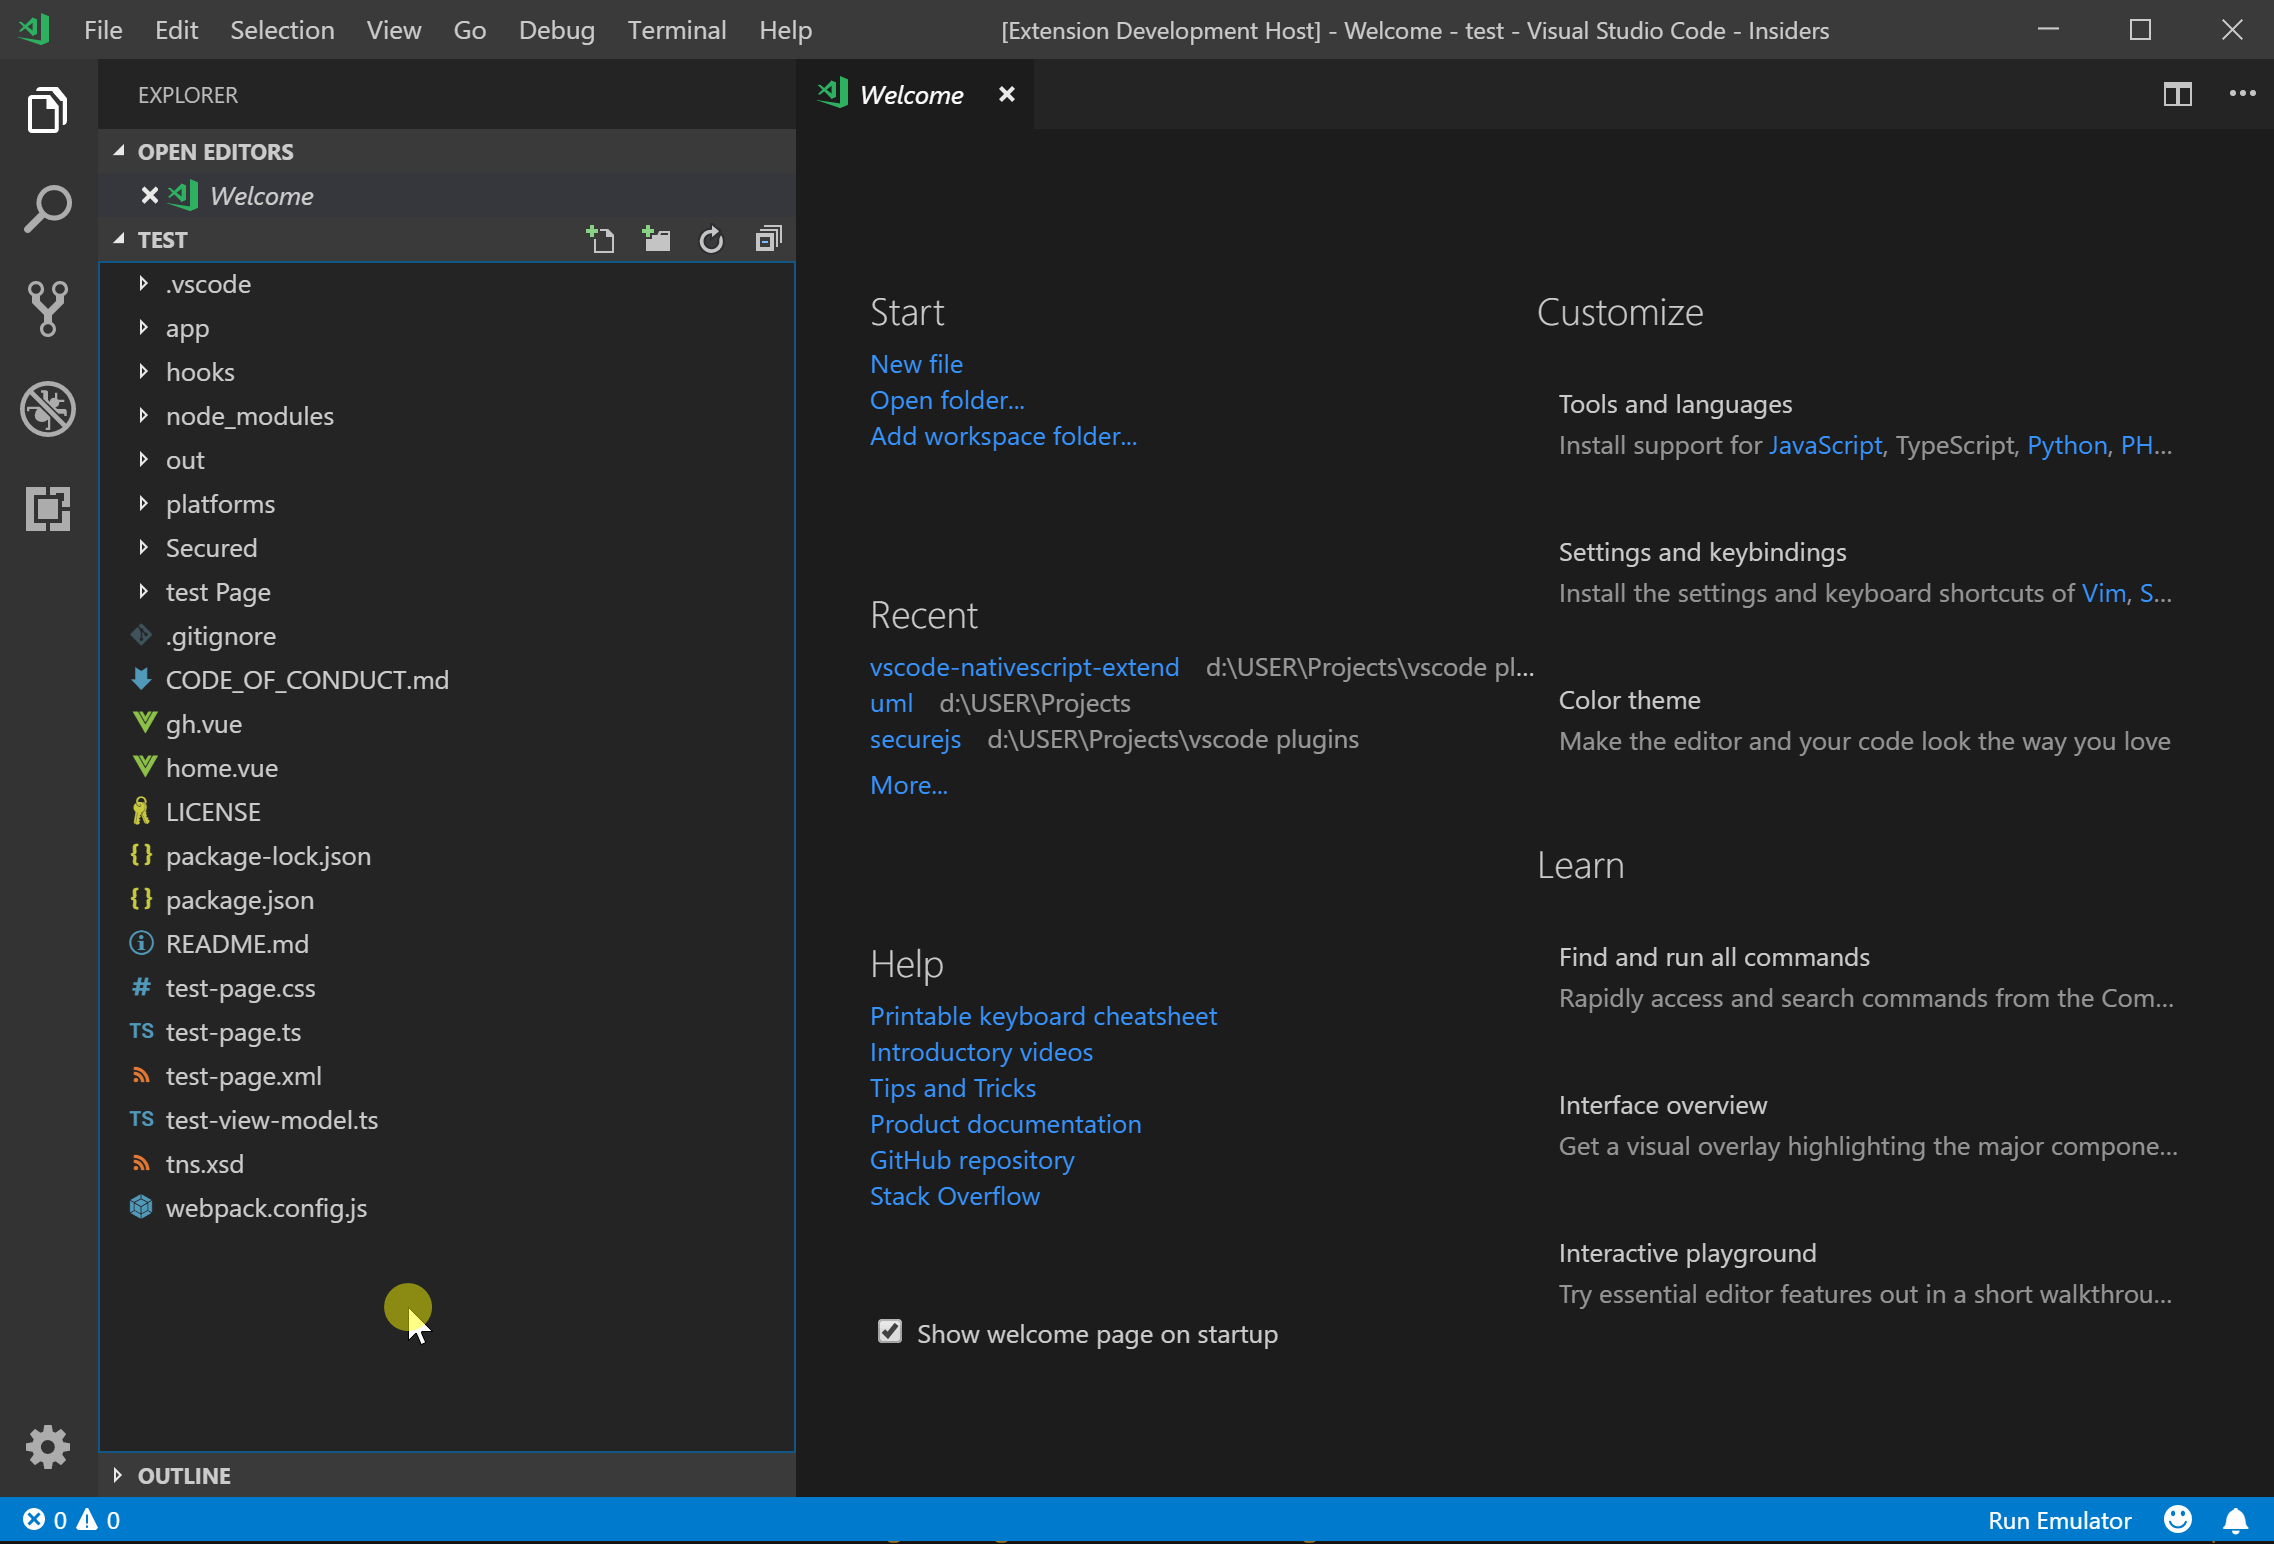 File Edit Selection View Go Debug Terminal Help [Extension Development Host] - Welcome - test - Visual Studio Code - Insiders
EXPLORER
OPEN EDITORS
Welcome
TEST
.vscode
app
hooks
node_modules
out
platforms
Secured
test Page
.gitignore
CODE_OF_CONDUCT.md
gh.vue
home.vue
LICENSE
{} package-lock.json
{} package.json
README.md
# test-page.css
TS test-page.ts
test-page.xml
TS test-view-model.ts
tns.xsd
webpack.config.js
OUTLINE
Welcome
Start
New file
Open folder...
Add workspace folder...
Recent
vscode-nativescript-extend d:\USER\Projects\vscode pl...
uml d:\USER\Projects
securejs d:\USER\Projects\vscode plugins
More...
Help
Printable keyboard cheatsheet
Introductory videos
Tips and Tricks
Product documentation
GitHub repository
Stack Overflow
Show welcome page on startup
Customize
Tools and languages
Install support for JavaScript, TypeScript, Python, PH...
Settings and keybindings
Install the settings and keyboard shortcuts of Vim, S...
Color theme
Make the editor and your code look the way you love
Learn
Find and run all commands
Rapidly access and search commands from the Com...
Interface overview
Get a visual overlay highlighting the major compone...
Interactive playground
Try essential editor features out in a short walkthrou...
0 0 Run Emulator